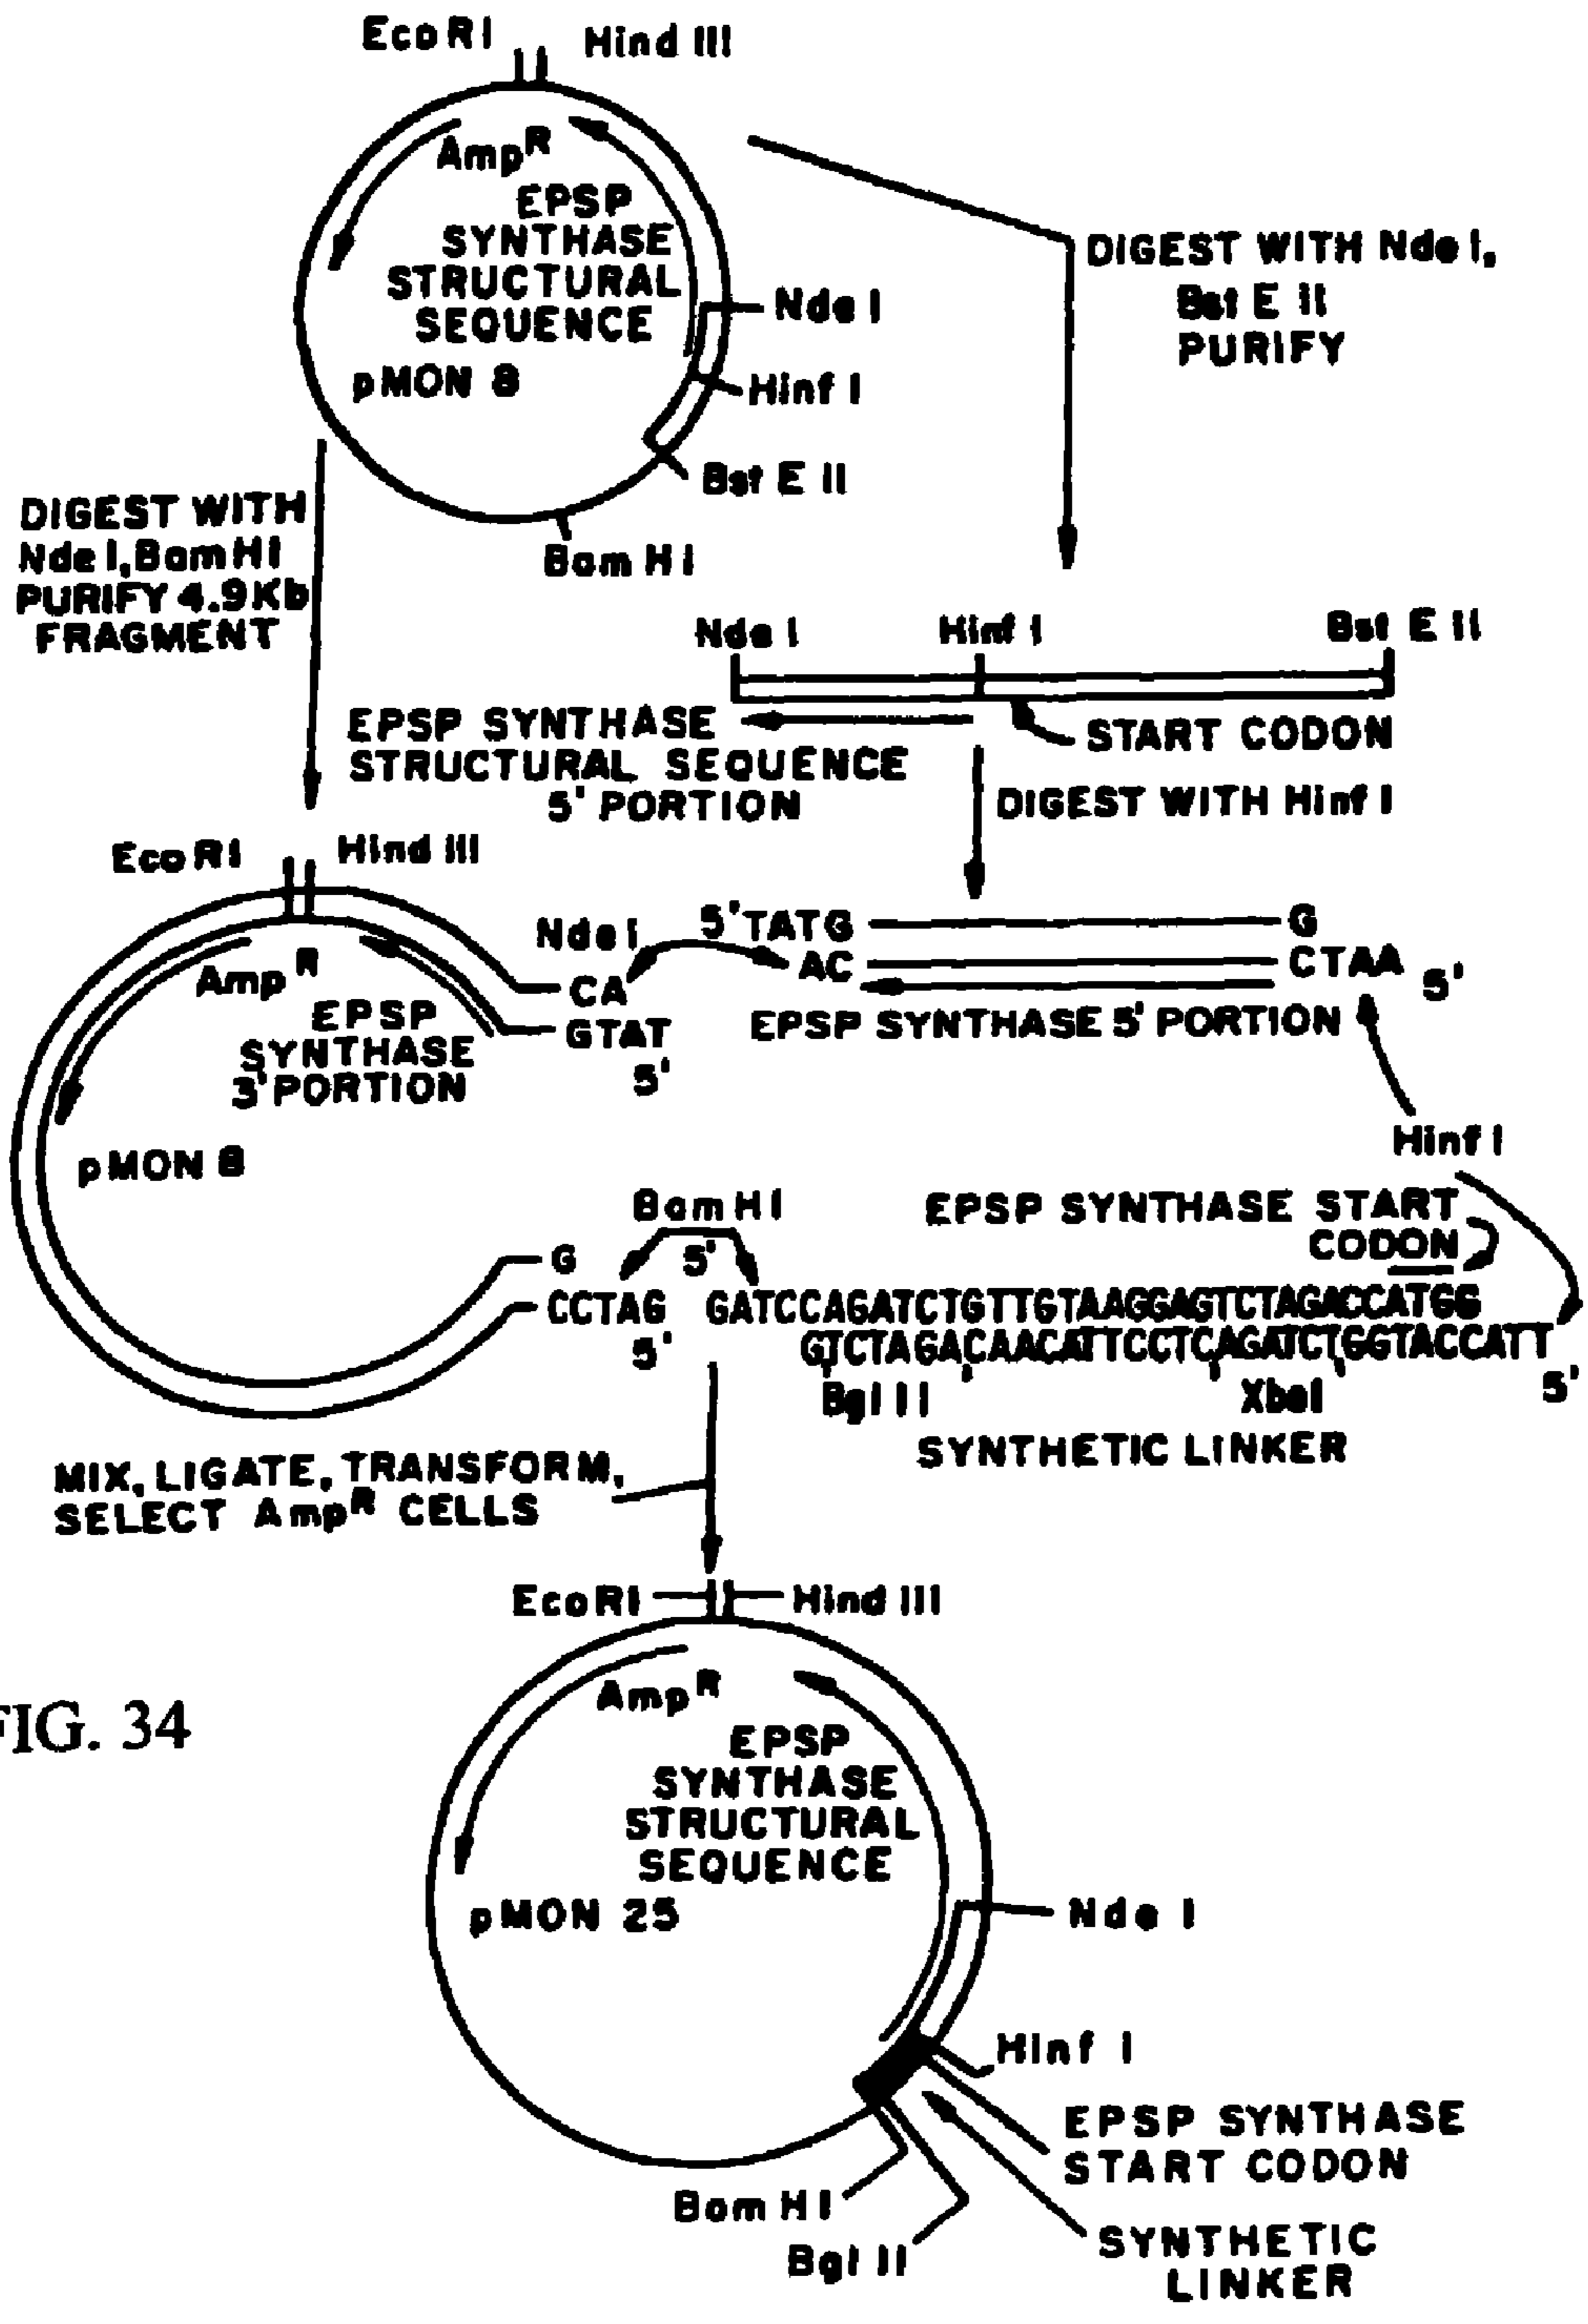 EcoRI
Hind III
Amp R
EPSP
SYNTHASE
STRUCTURAL
SEQUENCE
pMON 8
Nde I
Hinf I
Bst E II
Bam HI
DIGEST WITH Nde I,
Bst E II
PURIFY
DIGEST WITH
Nde I, Bam HI
PURIFY 4.9Kb
FRAGMENT
Nde I
Hinf I
Bst E II
EPSP SYNTHASE
STRUCTURAL SEQUENCE
5' PORTION
START CODON
DIGEST WITH Hinf I
EcoRI
Hind III
Nde I
Amp R
EPSP
SYNTHASE
3' PORTION
CA
GTAT
5'
pMON 8
5' TATG
G
AC
CTAA
5'
EPSP SYNTHASE 5' PORTION
Hinf I
Bam HI
5'
EPSP SYNTHASE START
CODON
G
CCTAG
5'
GATCCAGATCTGTTGTAAGGAGTCTAGACCATGG
GTCTAGACAACATTCCTCAGATCTGGTACCATT
5'
Bgl II
XbaI
SYNTHETIC LINKER
MIX, LIGATE, TRANSFORM,
SELECT Amp R CELLS
EcoRI
Hind III
Amp R
EPSP
SYNTHASE
STRUCTURAL
SEQUENCE
pMON 25
Nde I
Hinf I
EPSP SYNTHASE
START CODON
Bam HI
Bgl II
SYNTHETIC
LINKER
FIG. 34